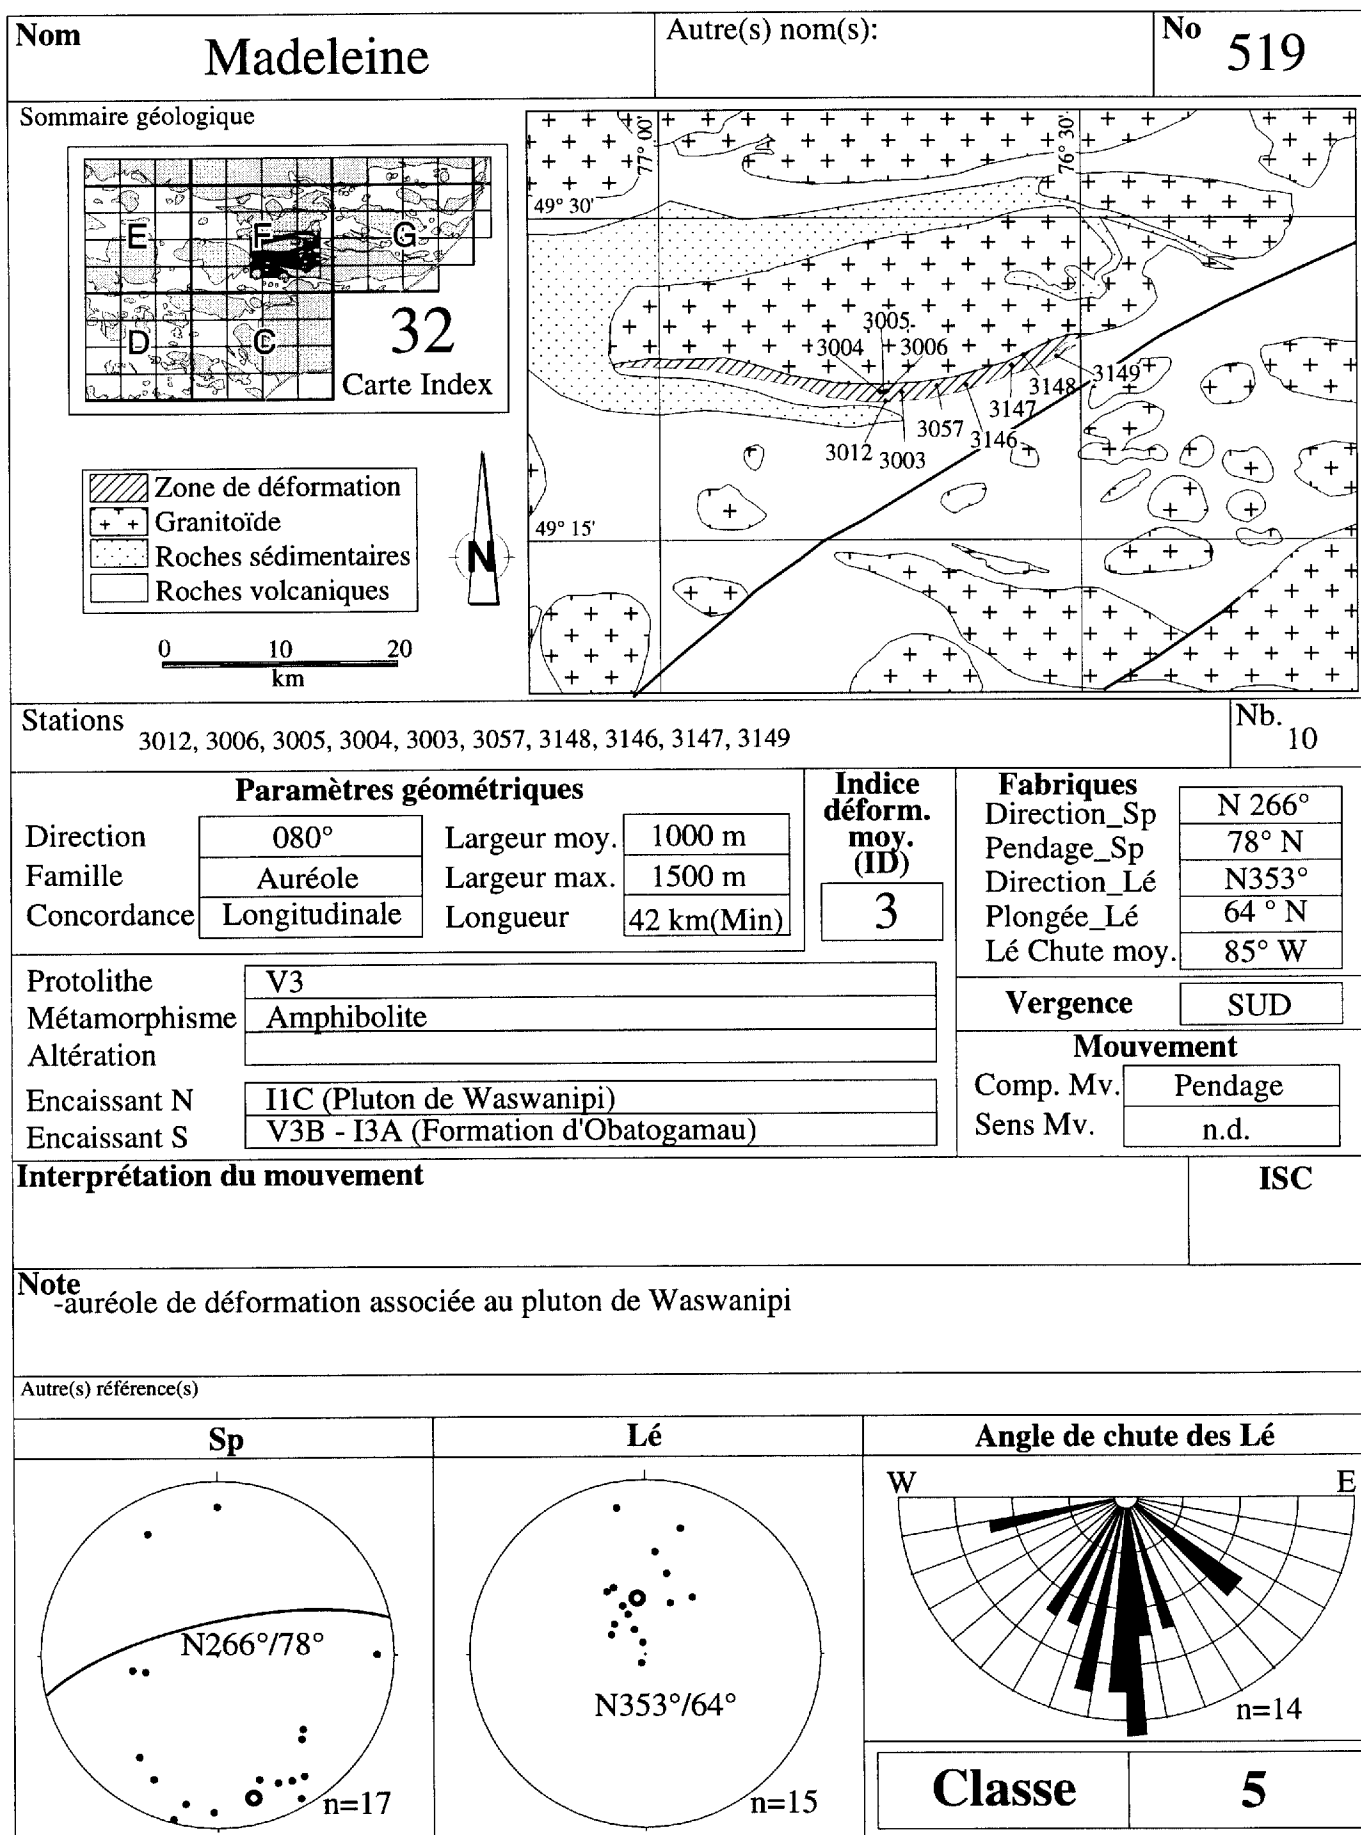 Nom
Madeleine
Autre(s) nom(s):
No 519
Sommaire géologique
E
F
G
D
C
32
Carte Index
Zone de déformation
Granitoïde
Roches sédimentaires
Roches volcaniques
N
0 10 20
km
77° 00'
76° 30'
49° 30'
49° 15'
3005
3004
3006
3149
3148
3147
3057
3146
3012
3003
Stations
3012, 3006, 3005, 3004, 3003, 3057, 3148, 3146, 3147, 3149
Nb.
10
Paramètres géométriques
Direction 080°
Famille Auréole
Concordance Longitudinale
Largeur moy. 1000 m
Largeur max. 1500 m
Longueur 42 km(Min)
Indice
déform.
moy.
(ID)
3
Fabriques
Direction_Sp N 266°
Pendage_Sp 78° N
Direction_Lé N353°
Plongée_Lé 64 ° N
Lé Chute moy. 85° W
Protolithe V3
Métamorphisme Amphibolite
Altération
Encaissant N I1C (Pluton de Waswanipi)
Encaissant S V3B - I3A (Formation d'Obatogamau)
Vergence SUD
Mouvement
Comp. Mv. Pendage
Sens Mv. n.d.
Interprétation du mouvement
ISC
Note
-auréole de déformation associée au pluton de Waswanipi
Autre(s) référence(s)
Sp
N266°/78°
n=17
Lé
N353°/64°
n=15
Angle de chute des Lé
W E
n=14
Classe 5